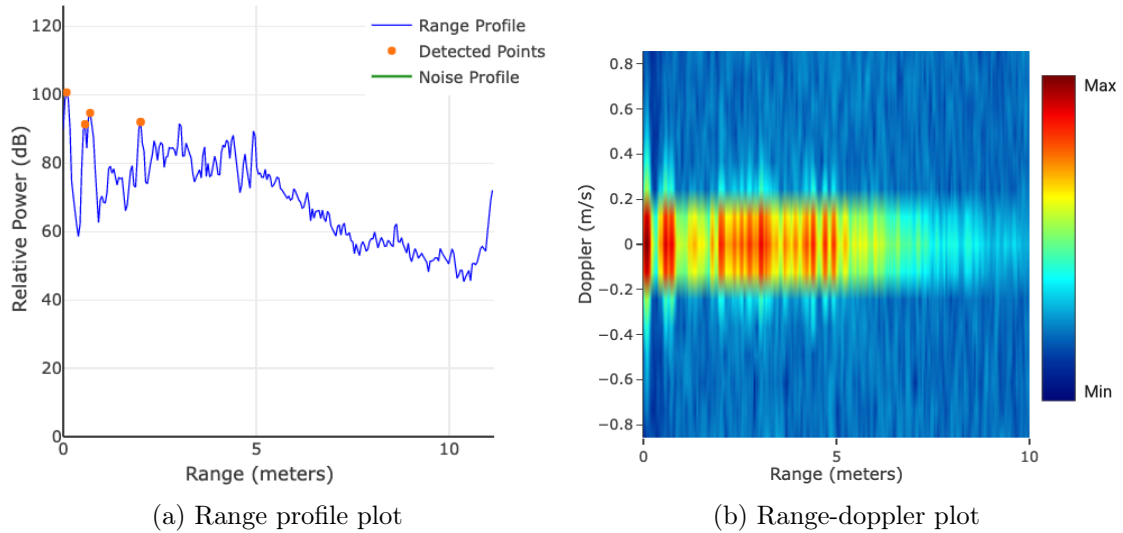 120
100
80
60
40
20
0
0
5
10
Relative Power (dB)
Range (meters)
Range Profile
Detected Points
Noise Profile
(a) Range profile plot
0.8
0.6
0.4
0.2
0
−0.2
−0.4
−0.6
−0.8
0
5
10
Doppler (m/s)
Range (meters)
Max
Min
(b) Range-doppler plot